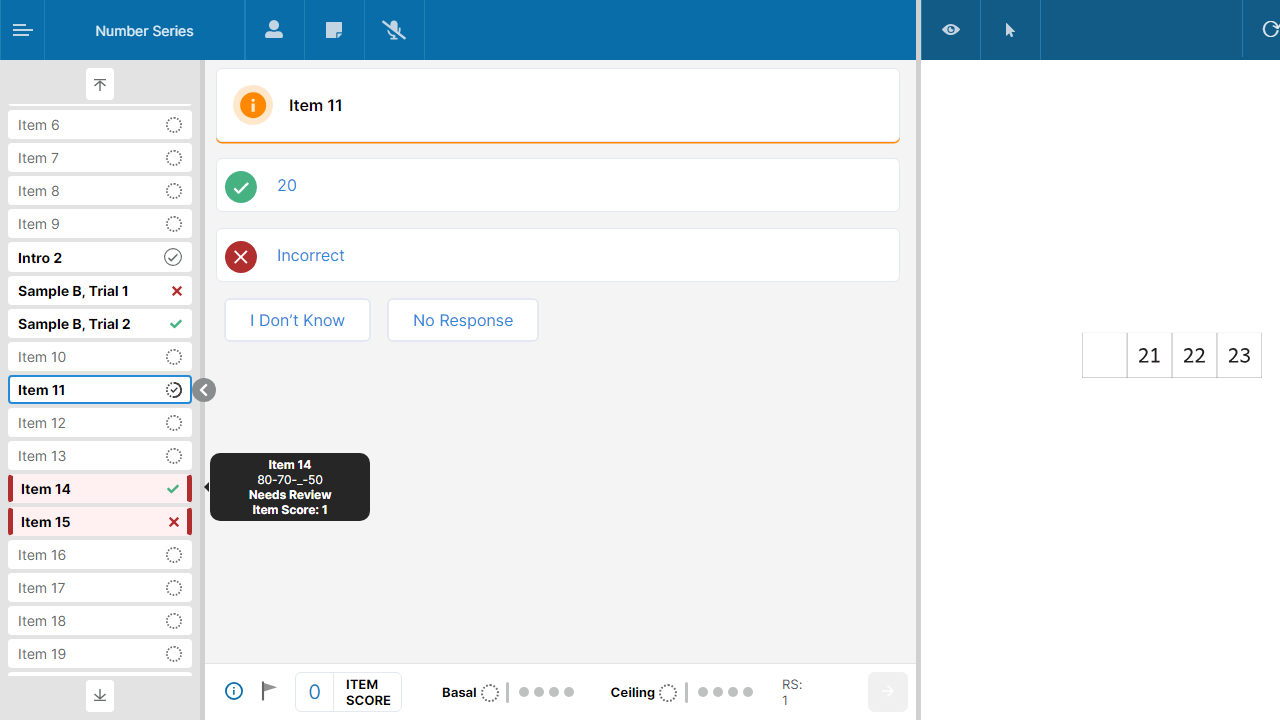 Number Series
Item 6
Item 7
Item 8
Item 9
Intro 2
Sample B, Trial 1
Sample B, Trial 2
Item 10
Item 11
Item 12
Item 13
Item 14
Item 15
Item 16
Item 17
Item 18
Item 19
Item 11
20
Incorrect
I Don’t Know
No Response
Item 14
80-70-_-50
Needs Review
Item Score: 1
0
ITEM
SCORE
Basal
Ceiling
RS:
1
21 22 23